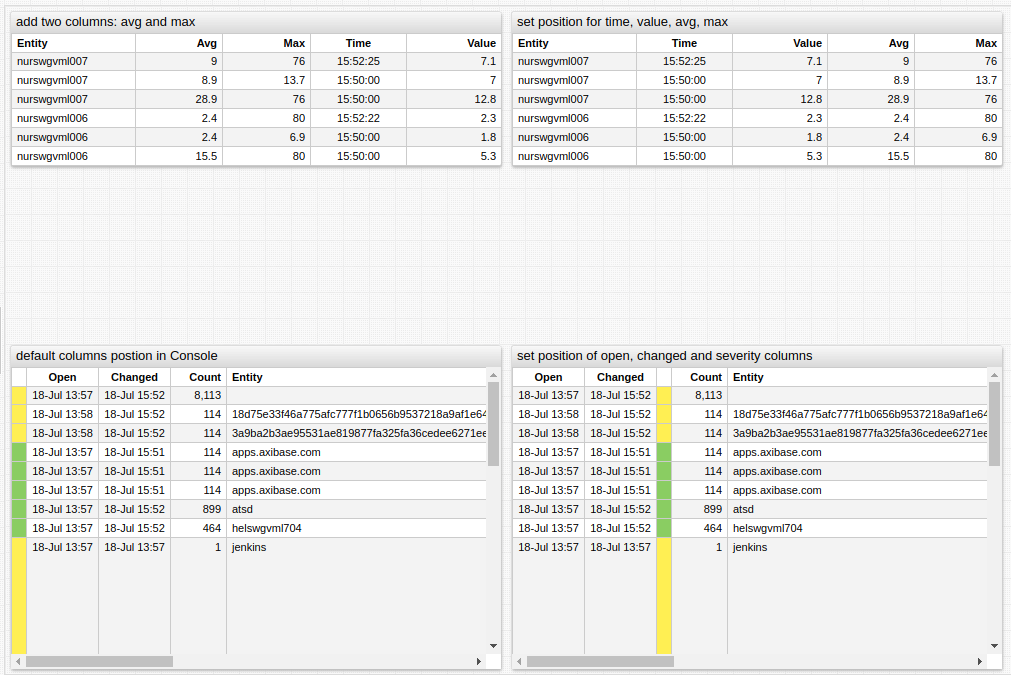 add two columns: avg and max
Entity Avg Max Time Value
nurswgvml007 9 76 15:52:25 7.1
nurswgvml007 8.9 13.7 15:50:00 7
nurswgvml007 28.9 76 15:50:00 12.8
nurswgvml006 2.4 80 15:52:22 2.3
nurswgvml006 2.4 6.9 15:50:00 1.8
nurswgvml006 15.5 80 15:50:00 5.3
set position for time, value, avg, max
Entity Time Value Avg Max
nurswgvml007 15:52:25 7.1 9 76
nurswgvml007 15:50:00 7 8.9 13.7
nurswgvml007 15:50:00 12.8 28.9 76
nurswgvml006 15:52:22 2.3 2.4 80
nurswgvml006 15:50:00 1.8 2.4 6.9
nurswgvml006 15:50:00 5.3 15.5 80
default columns postion in Console
Open Changed Count Entity
18-Jul 13:57 18-Jul 15:52 8,113
18-Jul 13:58 18-Jul 15:52 114 18d75e33f46a775afc777f1b0656b9537218a9af1e64
18-Jul 13:58 18-Jul 15:52 114 3a9ba2b3ae95531ae819877fa325fa36cedee6271ee
18-Jul 13:57 18-Jul 15:51 114 apps.axibase.com
18-Jul 13:57 18-Jul 15:51 114 apps.axibase.com
18-Jul 13:57 18-Jul 15:51 114 apps.axibase.com
18-Jul 13:57 18-Jul 15:52 899 atsd
18-Jul 13:57 18-Jul 15:52 464 helswgvml704
18-Jul 13:57 18-Jul 13:57 1 jenkins
set position of open, changed and severity columns
Open Changed Count Entity
18-Jul 13:57 18-Jul 15:52 8,113
18-Jul 13:58 18-Jul 15:52 114 18d75e33f46a775afc777f1b0656b9537218a9af1e64
18-Jul 13:58 18-Jul 15:52 114 3a9ba2b3ae95531ae819877fa325fa36cedee6271ee
18-Jul 13:57 18-Jul 15:51 114 apps.axibase.com
18-Jul 13:57 18-Jul 15:51 114 apps.axibase.com
18-Jul 13:57 18-Jul 15:51 114 apps.axibase.com
18-Jul 13:57 18-Jul 15:52 899 atsd
18-Jul 13:57 18-Jul 15:52 464 helswgvml704
18-Jul 13:57 18-Jul 13:57 1 jenkins